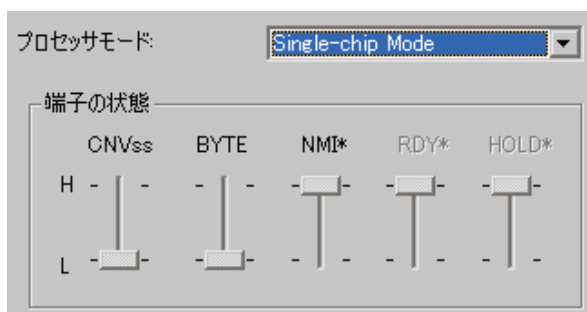 プロセッサモード: Single-chip Mode
端子の状態
CNVss BYTE NMI* RDY* HOLD*
H
L